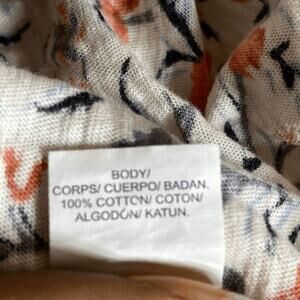 BODY/
CORPS/ CUERPO/ BADAN.
100% COTTON/ COTON/
ALGODÓN/ KATUN.